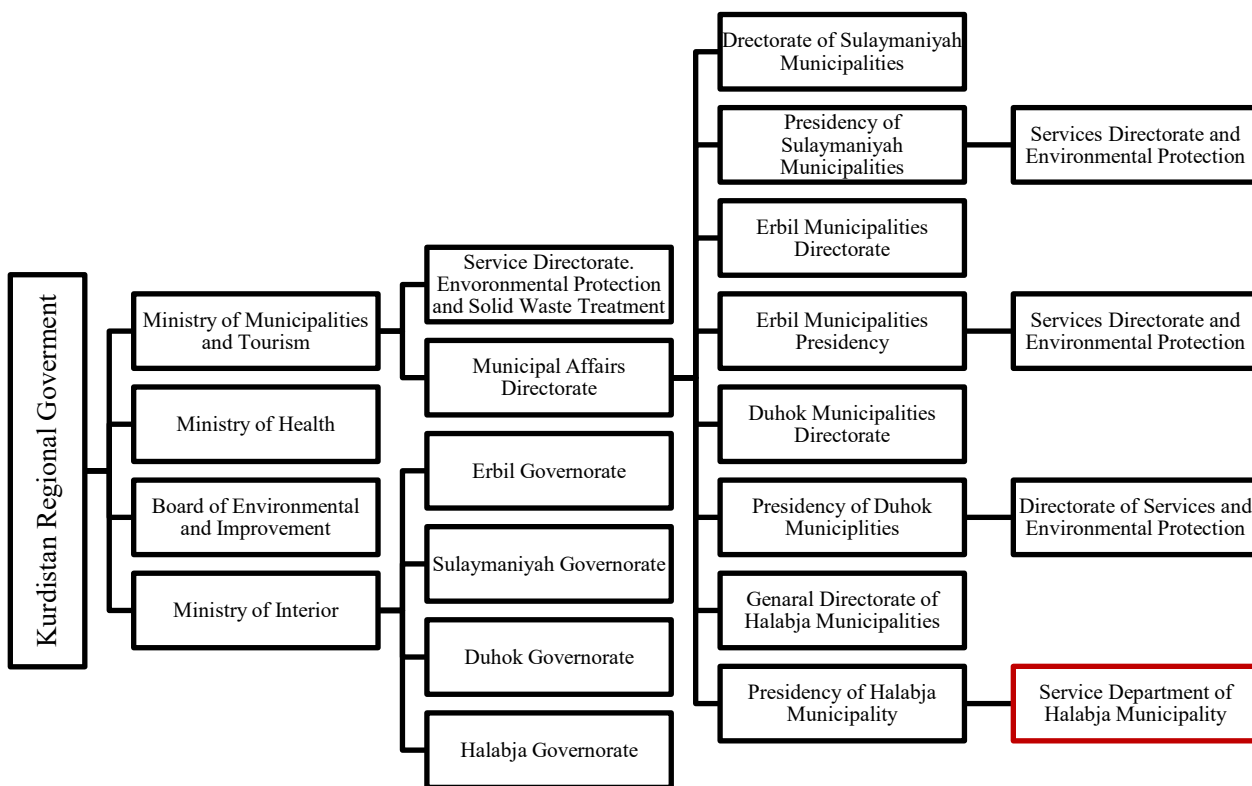 Kurdistan Regional Goverment
Ministry of Municipalities
and Tourism
Ministry of Health
Board of Environmental
and Improvement
Ministry of Interior
Service Directorate.
Envoronmental Protection
and Solid Waste Treatment
Municipal Affairs
Directorate
Erbil Governorate
Sulaymaniyah Governorate
Duhok Governorate
Halabja Governorate
Drectorate of Sulaymaniyah
Municipalities
Presidency of
Sulaymaniyah
Municipalities
Erbil Municipalities
Directorate
Erbil Municipalities
Presidency
Duhok Municipalities
Directorate
Presidency of Duhok
Municiplities
Genaral Directorate of
Halabja Municipalities
Presidency of Halabja
Municipality
Services Directorate and
Environmental Protection
Services Directorate and
Environmental Protection
Directorate of Services and
Environmental Protection
Service Department of
Halabja Municipality